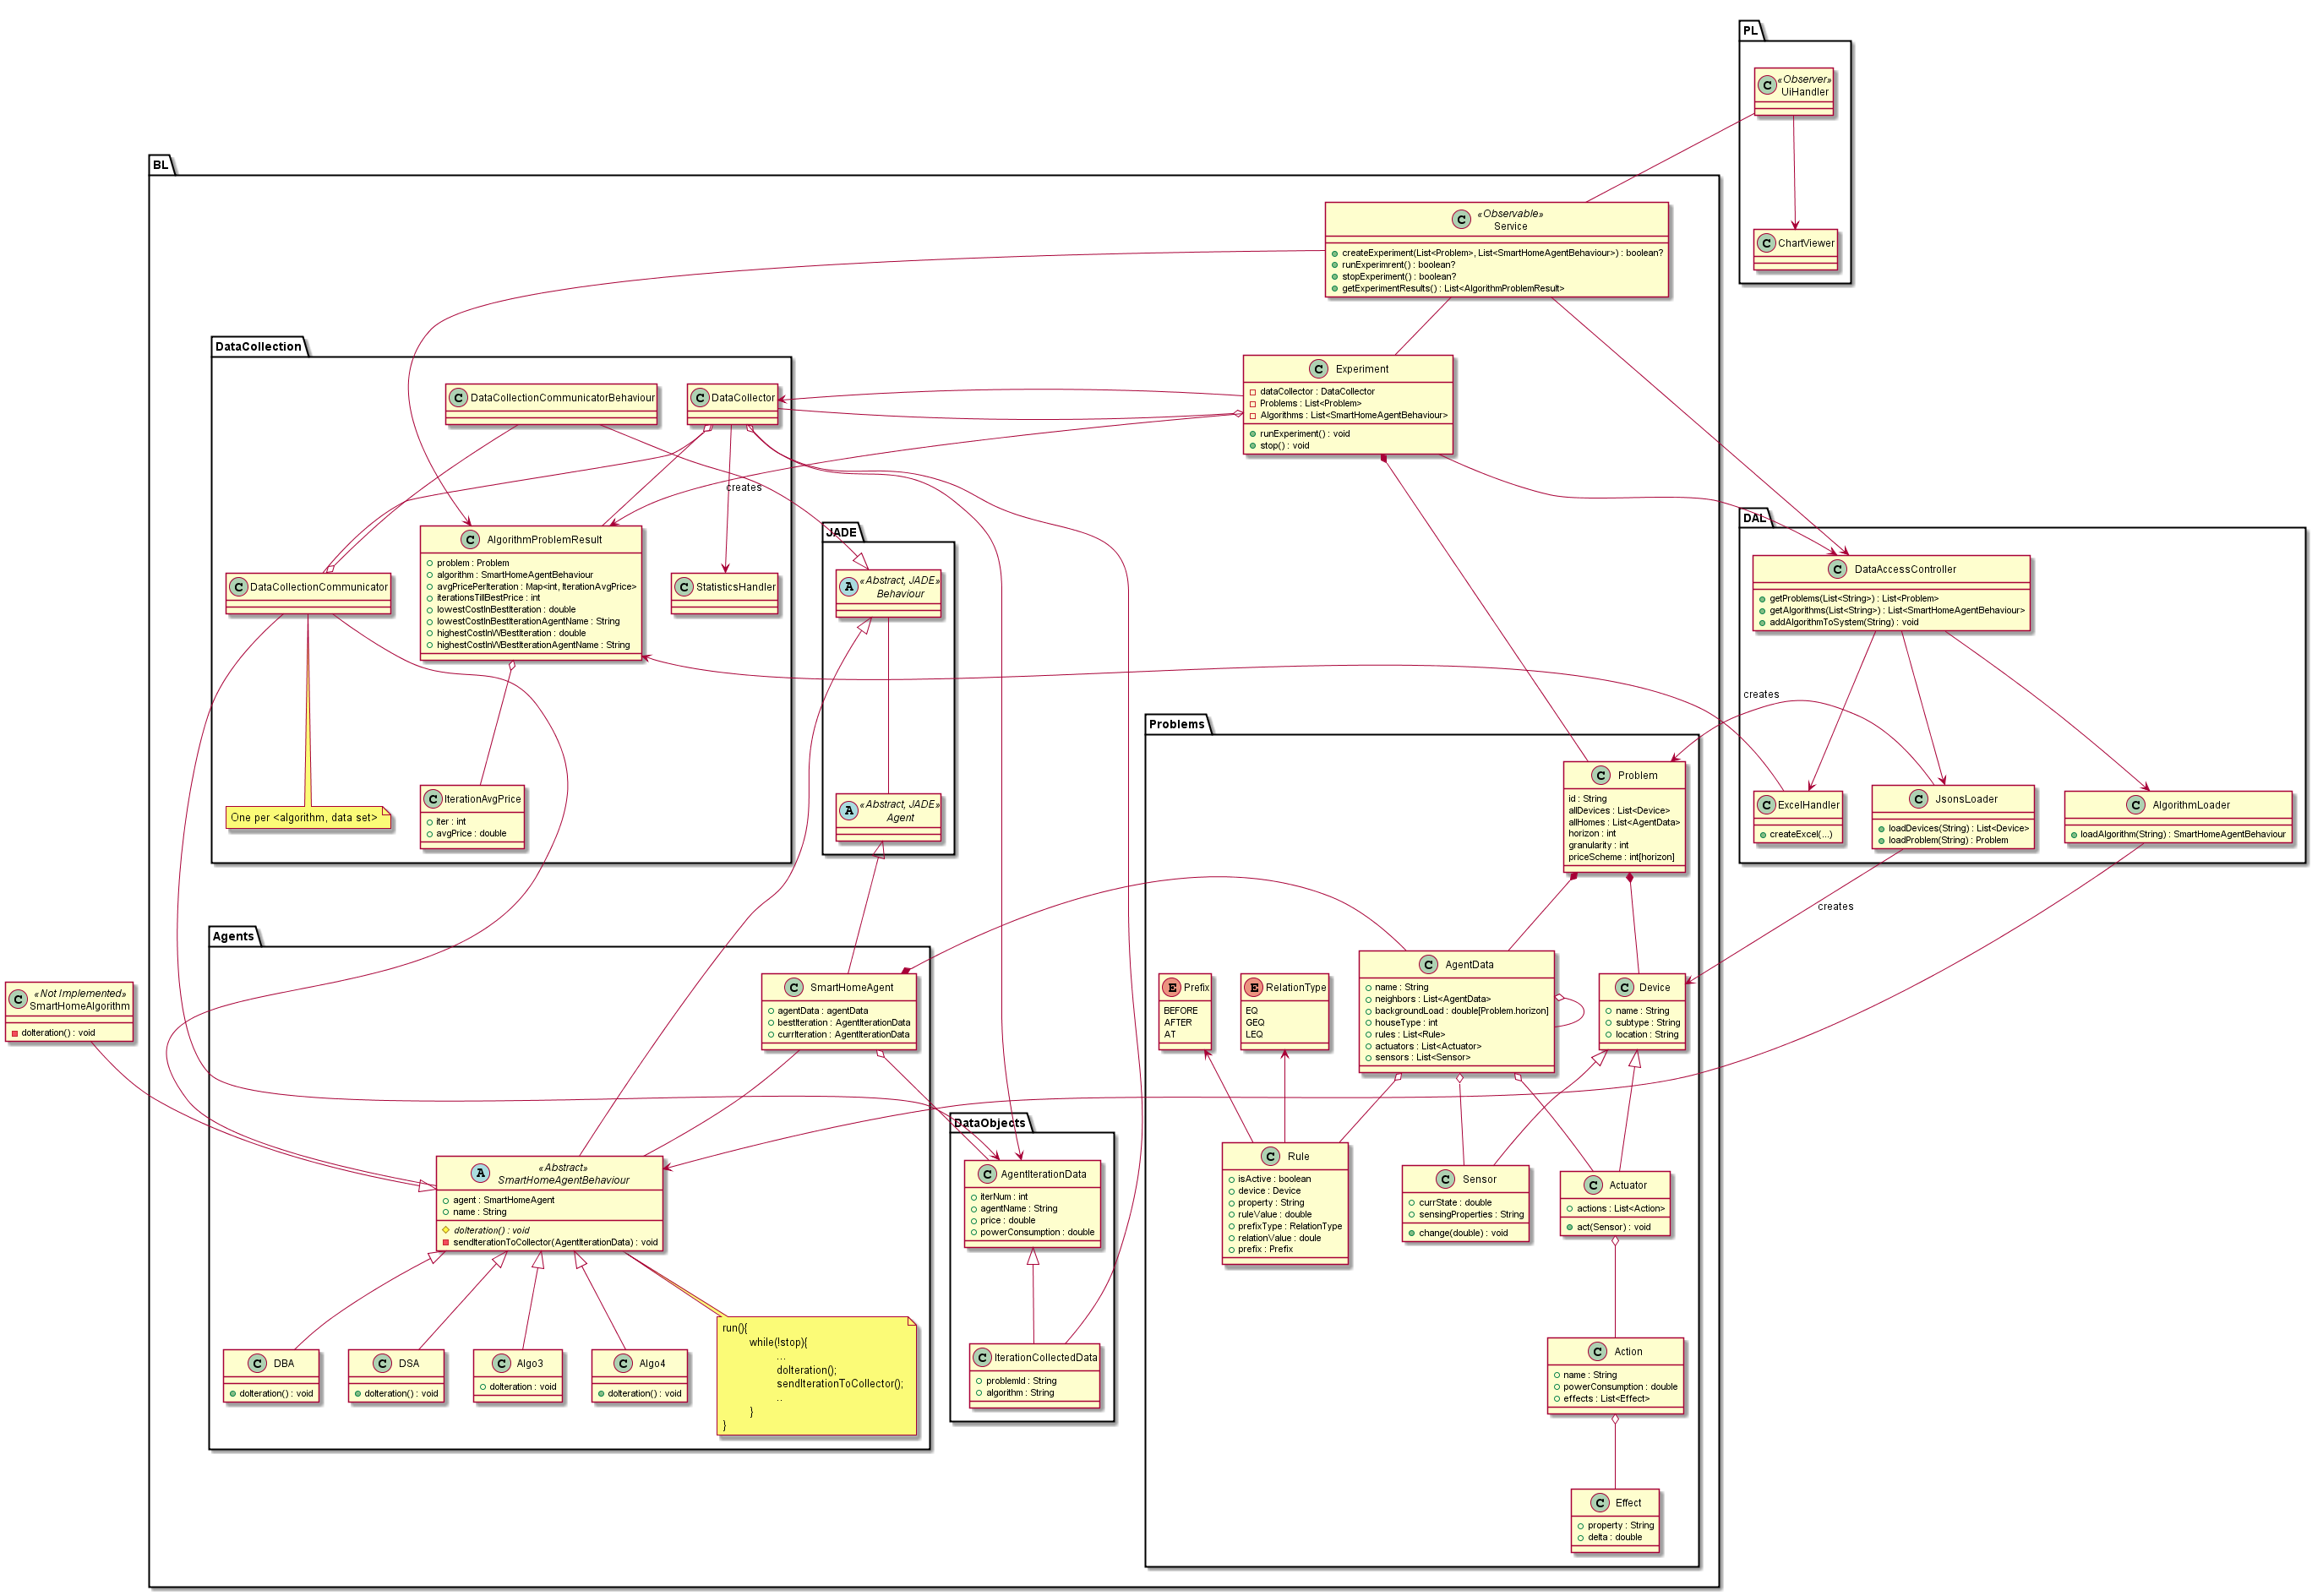 PL
«Observer»
UiHandler
ChartViewer
BL
«Observable»
Service
createExperiment(List<Problem>, List<SmartHomeAgentBehaviour>) : boolean?
runExperimrent() : boolean?
stopExperiment() : boolean?
getExperimentResults() : List<AlgorithmProblemResult>
Experiment
dataCollector : DataCollector
Problems : List<Problem>
Algorithms : List<SmartHomeAgentBehaviour>
runExperiment() : void
stop() : void
DataCollection
DataCollectionCommunicatorBehaviour
DataCollector
creates
AlgorithmProblemResult
problem : Problem
algorithm : SmartHomeAgentBehaviour
avgPricePerIteration : Map<int, IterationAvgPrice>
iterationsTillBestPrice : int
lowestCostInBestIteration : double
lowestCostInBestIterationAgentName : String
highestCostInWBestIteration : double
highestCostInWBestIterationAgentName : String
DataCollectionCommunicator
StatisticsHandler
One per <algorithm, data set>
IterationAvgPrice
iter : int
avgPrice : double
JADE
«Abstract, JADE»
Behaviour
«Abstract, JADE»
Agent
DAL
DataAccessController
getProblems(List<String>) : List<Problem>
getAlgorithms(List<String>) : List<SmartHomeAgentBehaviour>
addAlgorithmToSystem(String) : void
creates
ExcelHandler
createExcel(...)
JsonsLoader
loadDevices(String) : List<Device>
loadProblem(String) : Problem
AlgorithmLoader
loadAlgorithm(String) : SmartHomeAgentBehaviour
creates
Problems
Problem
id : String
allDevices : List<Device>
allHomes : List<AgentData>
horizon : int
granularity : int
priceScheme : int[horizon]
Prefix
BEFORE
AFTER
AT
RelationType
EQ
GEQ
LEQ
AgentData
name : String
neighbors : List<AgentData>
backgroundLoad : double[Problem.horizon]
houseType : int
rules : List<Rule>
actuators : List<Actuator>
sensors : List<Sensor>
Device
name : String
subtype : String
location : String
Rule
isActive : boolean
device : Device
property : String
ruleValue : double
prefixType : RelationType
relationValue : doule
prefix : Prefix
Sensor
currState : double
sensingProperties : String
change(double) : void
Actuator
actions : List<Action>
act(Sensor) : void
Action
name : String
powerConsumption : double
effects : List<Effect>
Effect
property : String
delta : double
Agents
SmartHomeAgent
agentData : agentData
bestIteration : AgentIterationData
currIteration : AgentIterationData
«Not Implemented»
SmartHomeAlgorithm
doIteration() : void
«Abstract»
SmartHomeAgentBehaviour
agent : SmartHomeAgent
name : String
doIteration() : void
sendIterationToCollector(AgentIterationData) : void
DBA
doIteration() : void
DSA
doIteration() : void
Algo3
doIteration : void
Algo4
doIteration() : void
run(){
while(!stop){
...
doIteration();
sendIterationToCollector();
..
}
}
DataObjects
AgentIterationData
iterNum : int
agentName : String
price : double
powerConsumption : double
IterationCollectedData
problemId : String
algorithm : String